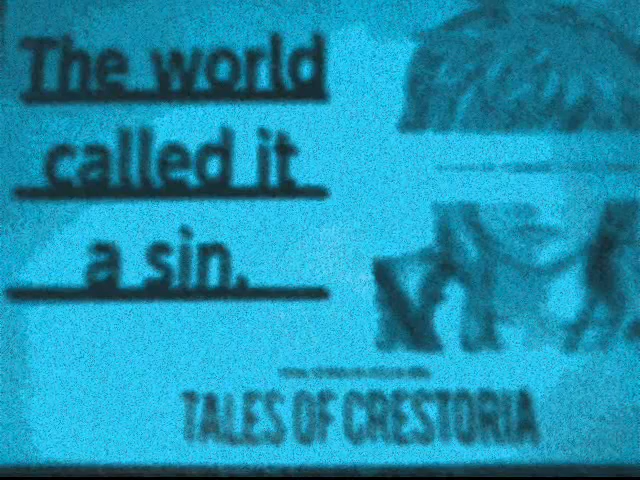 The world
called it
a sin.
TALES OF CRESTORIA